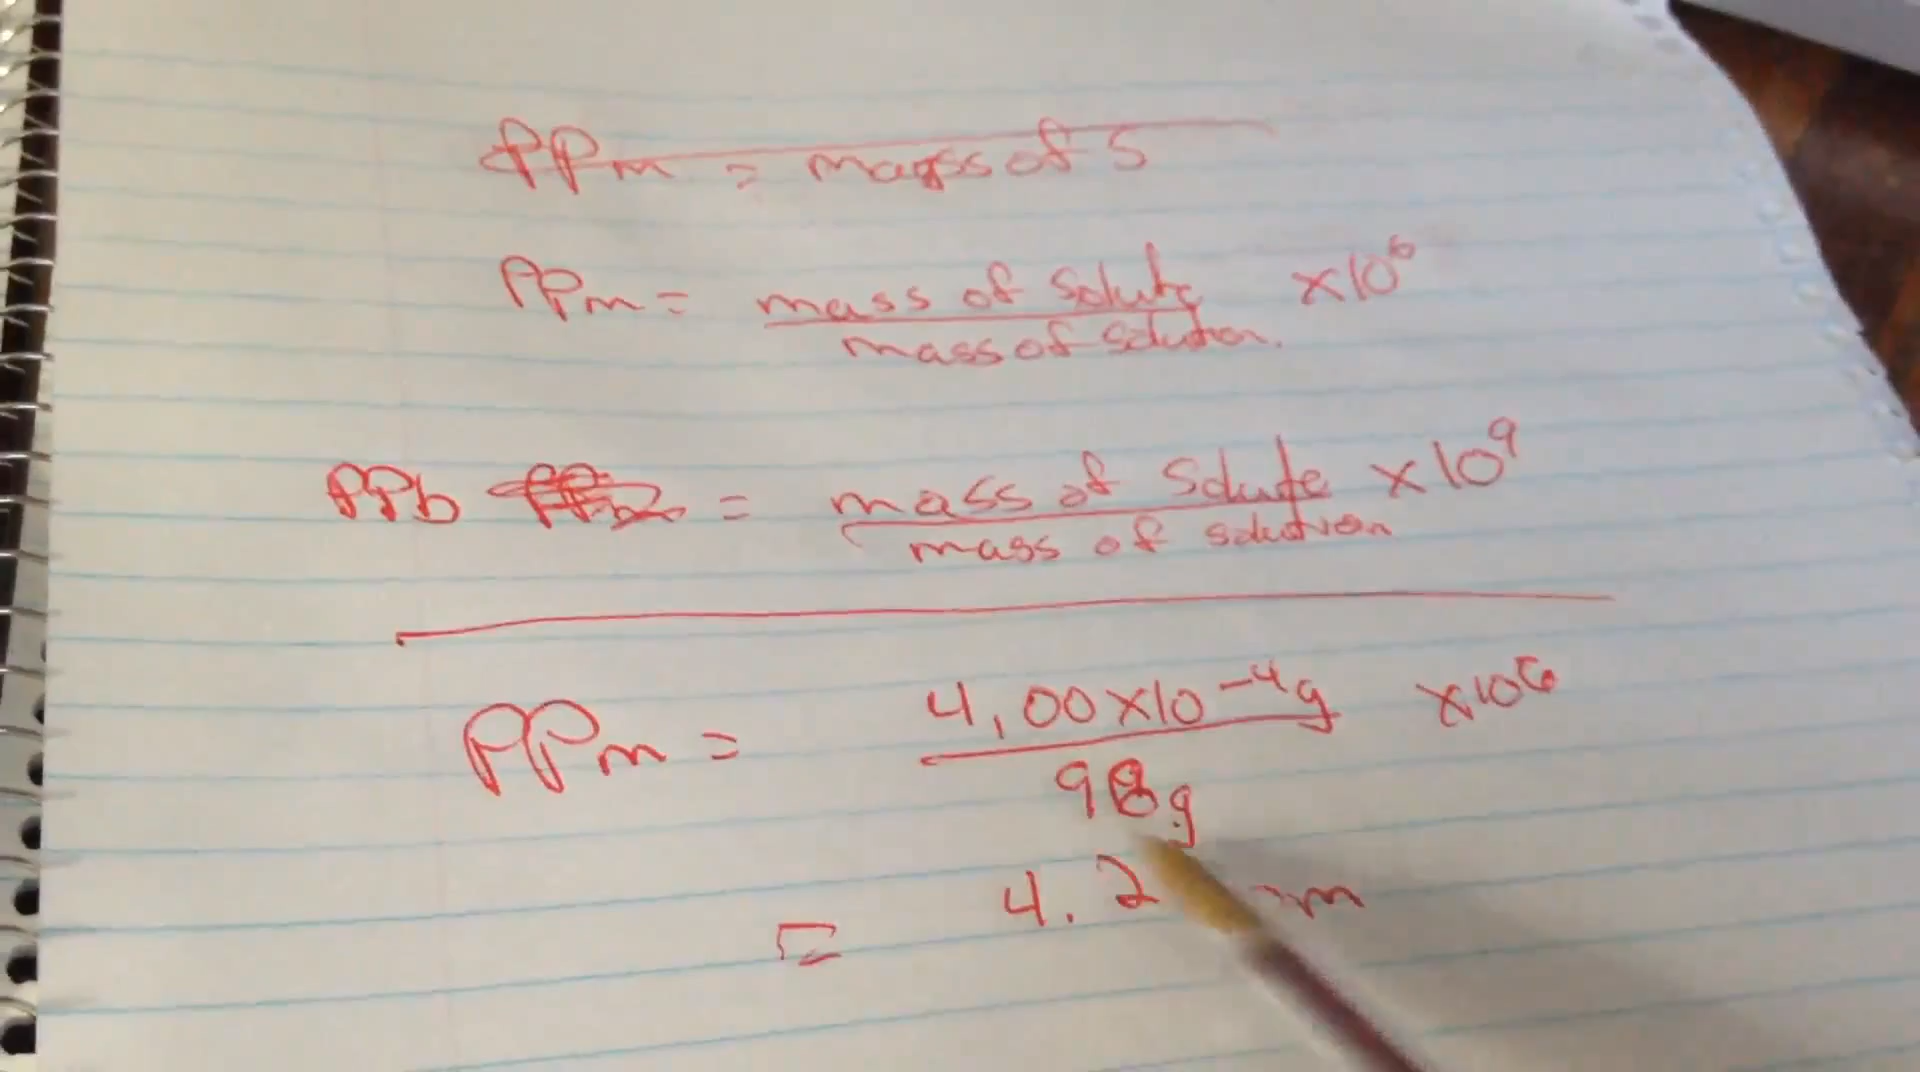 PPm = mass of S
PPm = mass of Solute x10⁶
mass of solution.
PPb = mass of Solute x10⁹
mass of solution
PPm = 4,00x10⁻⁴g x10⁶
98g
= 4.2